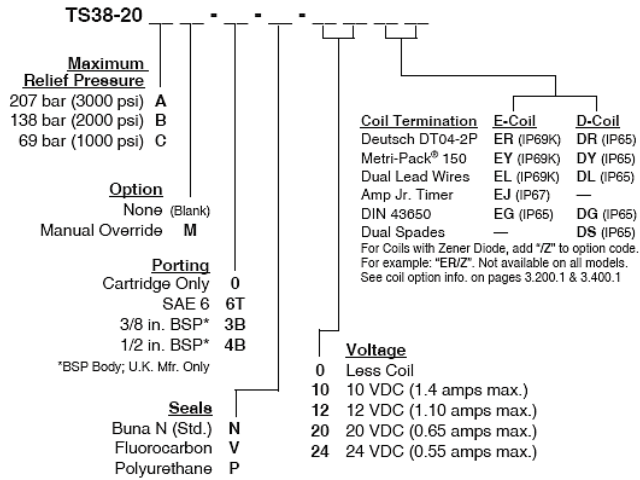 TS38-20 _ _ - _ - _ - _ _ _ _
Maximum
Relief Pressure
207 bar (3000 psi) A
138 bar (2000 psi) B
69 bar (1000 psi) C
Option
None (Blank)
Manual Override M
Porting
Cartridge Only 0
SAE 6 6T
3/8 in. BSP* 3B
1/2 in. BSP* 4B
*BSP Body; U.K. Mfr. Only
Seals
Buna N (Std.) N
Fluorocarbon V
Polyurethane P
Voltage
0 Less Coil
10 10 VDC (1.4 amps max.)
12 12 VDC (1.10 amps max.)
20 20 VDC (0.65 amps max.)
24 24 VDC (0.55 amps max.)
Coil Termination E-Coil D-Coil
Deutsch DT04-2P ER (IP69K) DR (IP65)
Metri-Pack® 150 EY (IP69K) DY (IP65)
Dual Lead Wires EL (IP69K) DL (IP65)
Amp Jr. Timer EJ (IP67) —
DIN 43650 EG (IP65) DG (IP65)
Dual Spades — DS (IP65)
For Coils with Zener Diode, add "/Z" to option code.
For example: "ER/Z". Not available on all models.
See coil option info. on pages 3.200.1 & 3.400.1